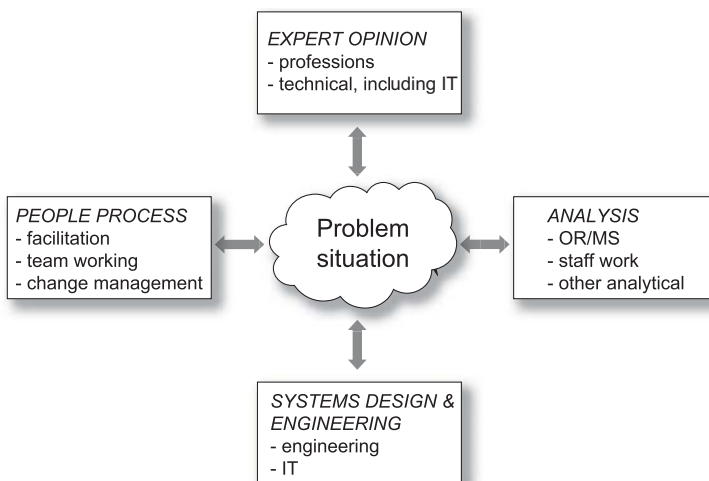 EXPERT OPINION
- professions
- technical, including IT
PEOPLE PROCESS
- facilitation
- team working
- change management
Problem
situation
ANALYSIS
- OR/MS
- staff work
- other analytical
SYSTEMS DESIGN &
ENGINEERING
- engineering
- IT